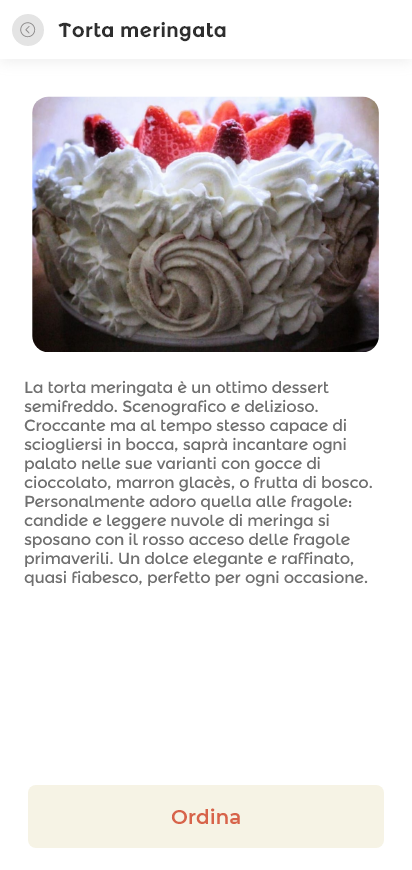 Torta meringata
La torta meringata è un ottimo dessert
semifreddo. Scenografico e delizioso.
Croccante ma al tempo stesso capace di
sciogliersi in bocca, saprà incantare ogni
palato nelle sue varianti con gocce di
cioccolato, marron glacès, o frutta di bosco.
Personalmente adoro quella alle fragole:
candide e leggere nuvole di meringa si
sposano con il rosso acceso delle fragole
primaverili. Un dolce elegante e raffinato,
quasi fiabesco, perfetto per ogni occasione.
Ordina